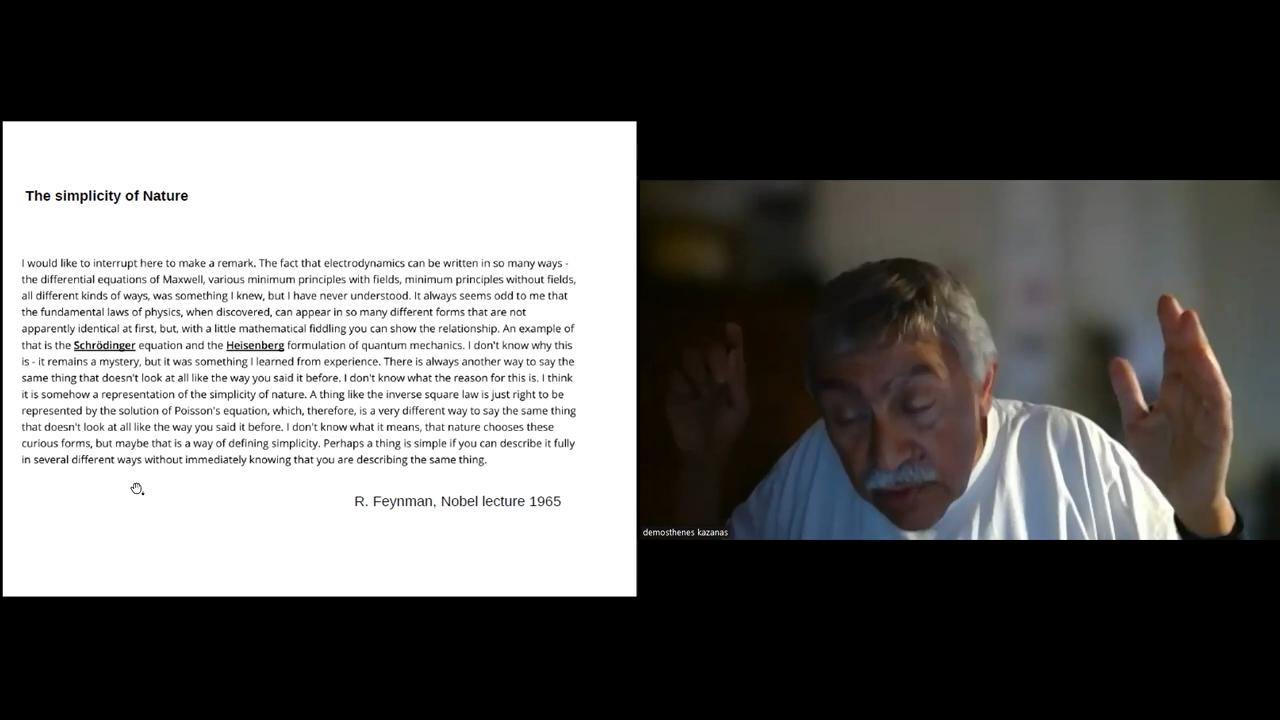 The simplicity of Nature
I would like to interrupt here to make a remark. The fact that electrodynamics can be written in so many ways -
the differential equations of Maxwell, various minimum principles with fields, minimum principles without fields,
all different kinds of ways, was something I knew, but I have never understood. It always seems odd to me that
the fundamental laws of physics, when discovered, can appear in so many different forms that are not
apparently identical at first, but, with a little mathematical fiddling you can show the relationship. An example of
that is the Schrödinger equation and the Heisenberg formulation of quantum mechanics. I don't know why this
is - it remains a mystery, but it was something I learned from experience. There is always another way to say the
same thing that doesn't look at all like the way you said it before. I don't know what the reason for this is. I think
it is somehow a representation of the simplicity of nature. A thing like the inverse square law is just right to be
represented by the solution of Poisson's equation, which, therefore, is a very different way to say the same thing
that doesn't look at all like the way you said it before. I don't know what it means, that nature chooses these
curious forms, but maybe that is a way of defining simplicity. Perhaps a thing is simple if you can describe it fully
in several different ways without immediately knowing that you are describing the same thing.
R. Feynman, Nobel lecture 1965
demosthenes kazanas